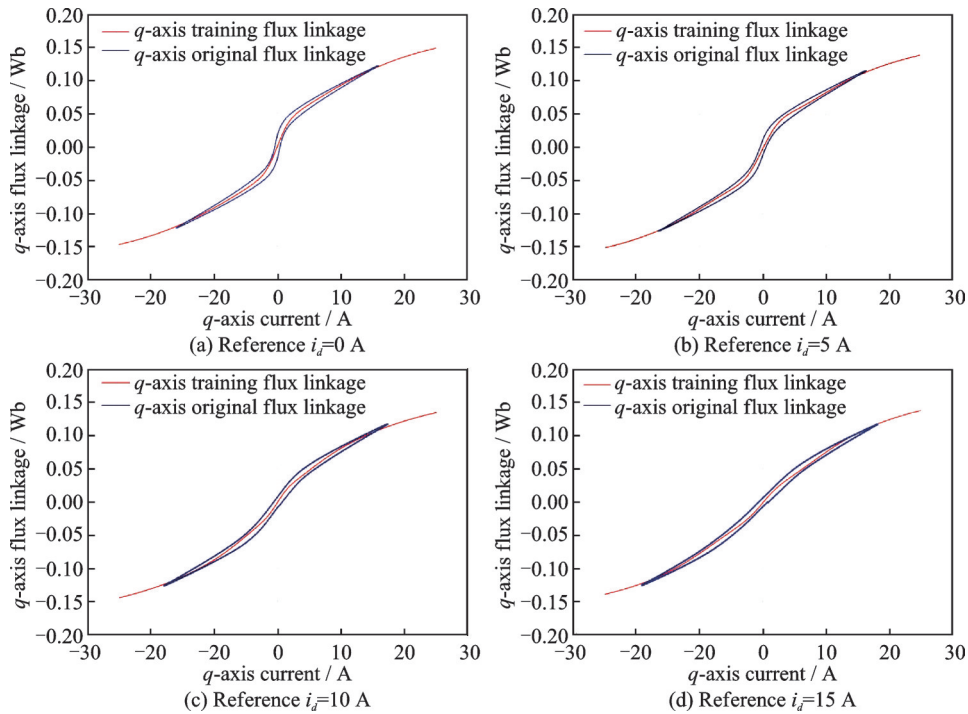 0.20
0.15
0.10
0.05
0.00
−0.05
−0.10
−0.15
0.20
q-axis flux linkage / Wb
q-axis training flux linkage
q-axis original flux linkage
−30 −20 −20 0 10 20 30
q-axis current / A
(a) Reference i_d=0 A
0.20
0.15
0.10
0.05
0.00
−0.05
−0.10
−0.15
0.20
q-axis flux linkage / Wb
q-axis training flux linkage
q-axis original flux linkage
−30 −20 −20 0 10 20 30
q-axis current / A
(b) Reference i_d=5 A
0.20
0.15
0.10
0.05
0.00
−0.05
−0.10
−0.15
0.20
q-axis flux linkage / Wb
q-axis training flux linkage
q-axis original flux linkage
−30 −20 −20 0 10 20 30
q-axis current / A
(c) Reference i_d=10 A
0.20
0.15
0.10
0.05
0.00
−0.05
−0.10
−0.15
0.20
q-axis flux linkage / Wb
q-axis training flux linkage
q-axis original flux linkage
−30 −20 −20 0 10 20 30
q-axis current / A
(d) Reference i_d=15 A